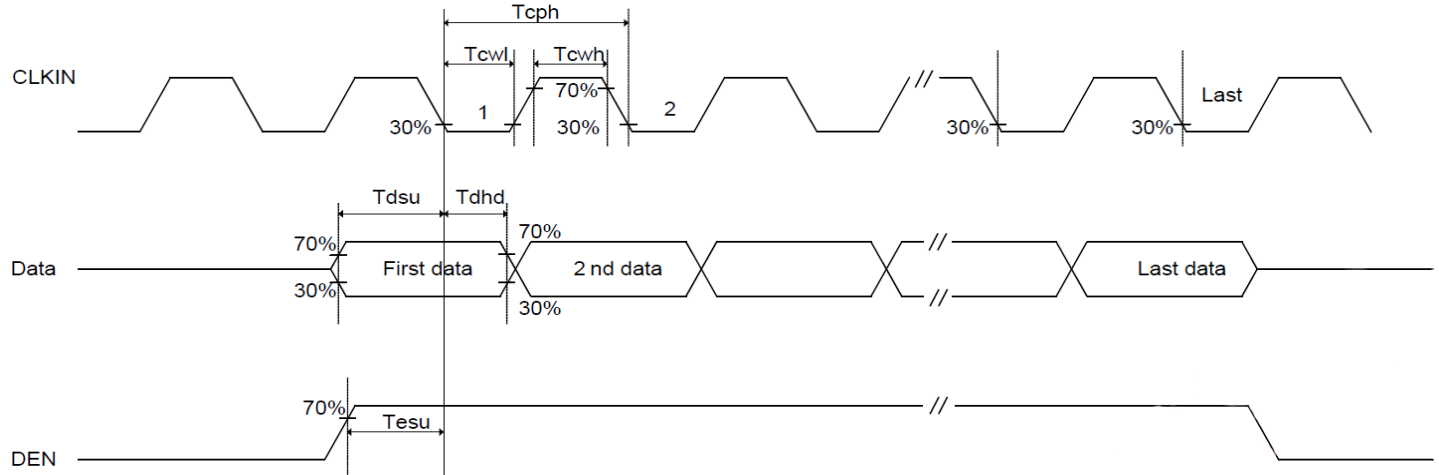 Tcph
Tcwl Tcwh
CLKIN
70%
30% 1 30% 2 30% 30% Last
Tdsu Tdhd
70% 70%
Data First data 2 nd data Last data
30% 30%
70%
Tesu
DEN